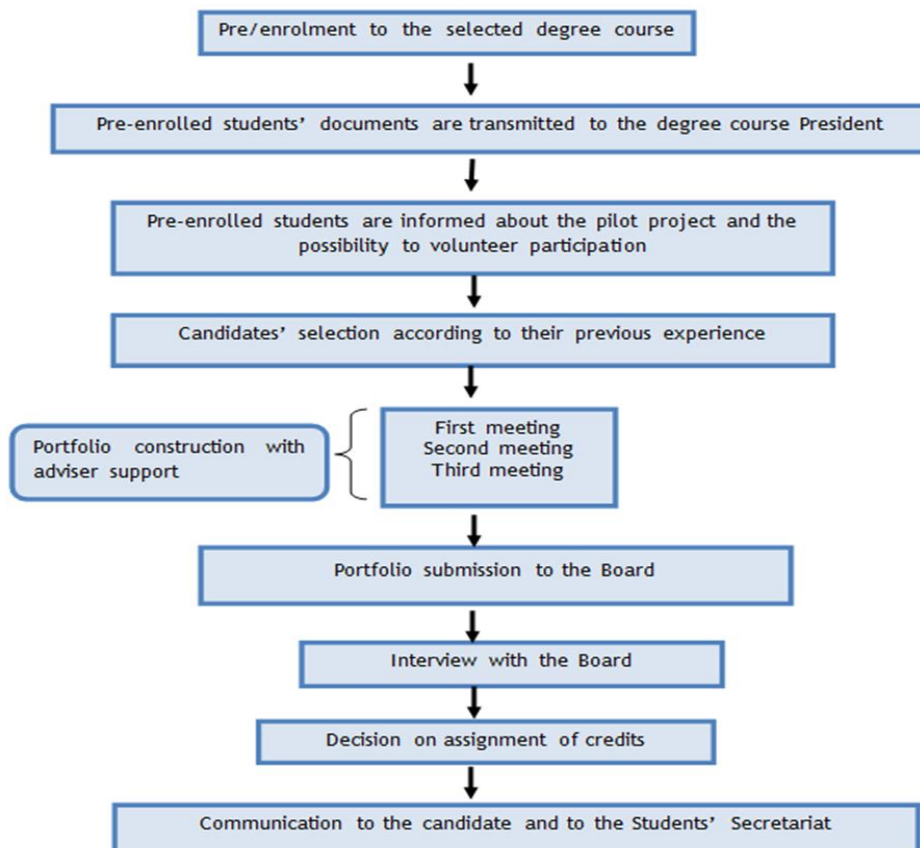 Pre/enrolment to the selected degree course
Pre-enrolled students' documents are transmitted to the degree course President
Pre-enrolled students are informed about the pilot project and the
possibility to volunteer participation
Candidates' selection according to their previous experience
Portfolio construction with
adviser support
First meeting
Second meeting
Third meeting
Portfolio submission to the Board
Interview with the Board
Decision on assignment of credits
Communication to the candidate and to the Students' Secretariat